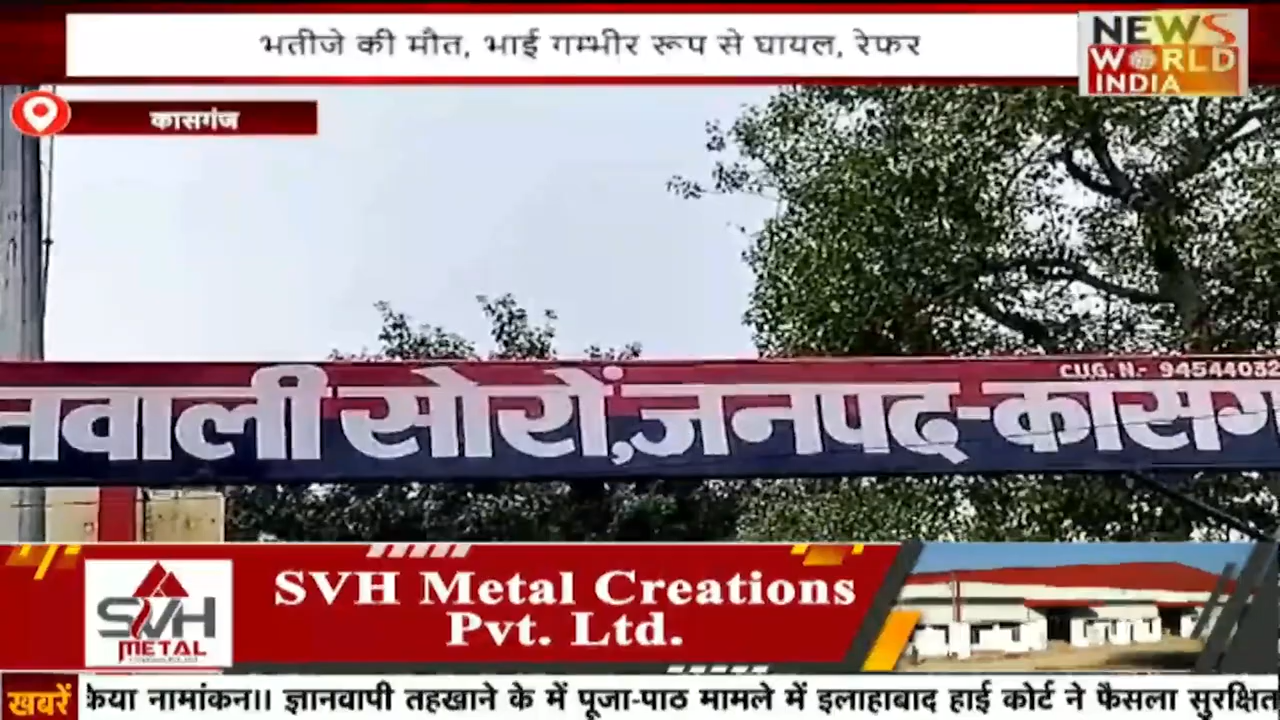 भतीजे की मौत, भाई गम्भीर रूप से घायल, रेफर
NEWS
WORLD
INDIA
कासगंज
C.U.G. N.- 94544032
तवाली सोरों,जनपद-कासग
SVH
METAL
SVH Metal Creations
Pvt. Ltd.
खबरें
केया नामांकन।। ज्ञानवापी तहखाने के में पूजा-पाठ मामले में इलाहाबाद हाई कोर्ट ने फैसला सुरक्षित